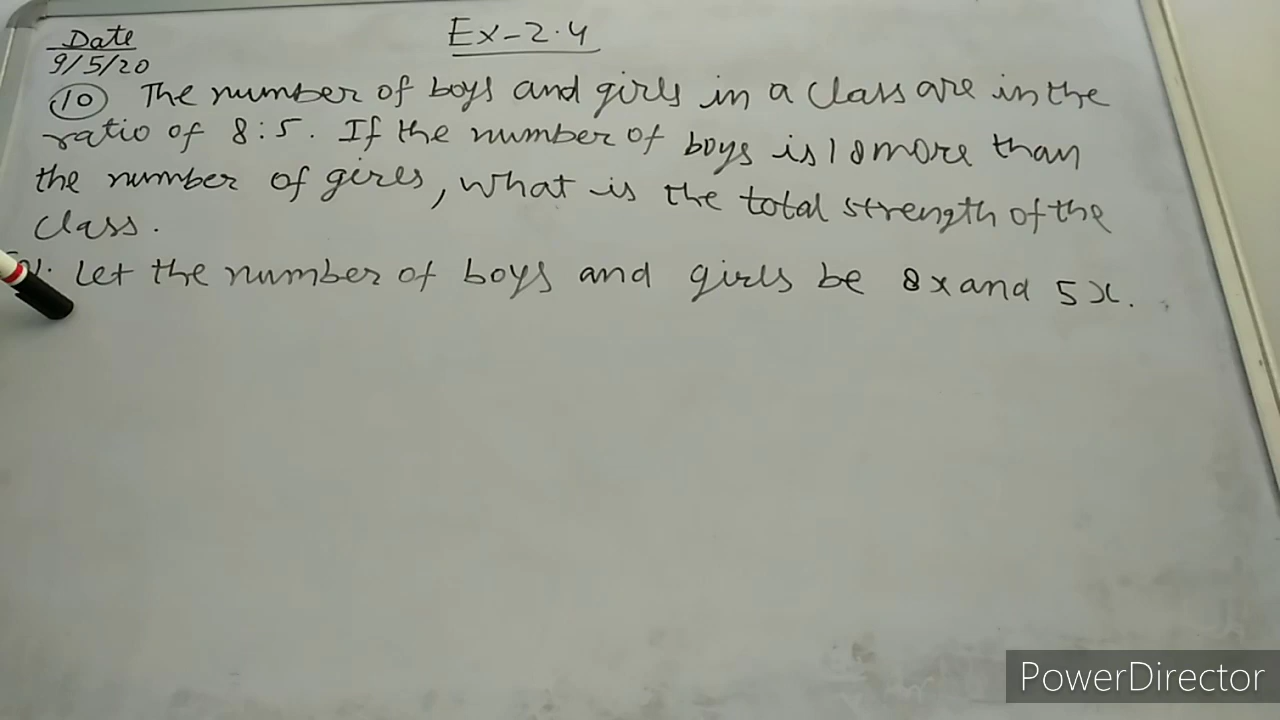 Ex-2.4
Date
9/5/20
(10) The number of boys and girls in a class are in the
ratio of 8:5. If the number of boys is 18 more than
the number of girls, what is the total strength of the
class.
Let the number of boys and girls be 8x and 5x.
PowerDirector